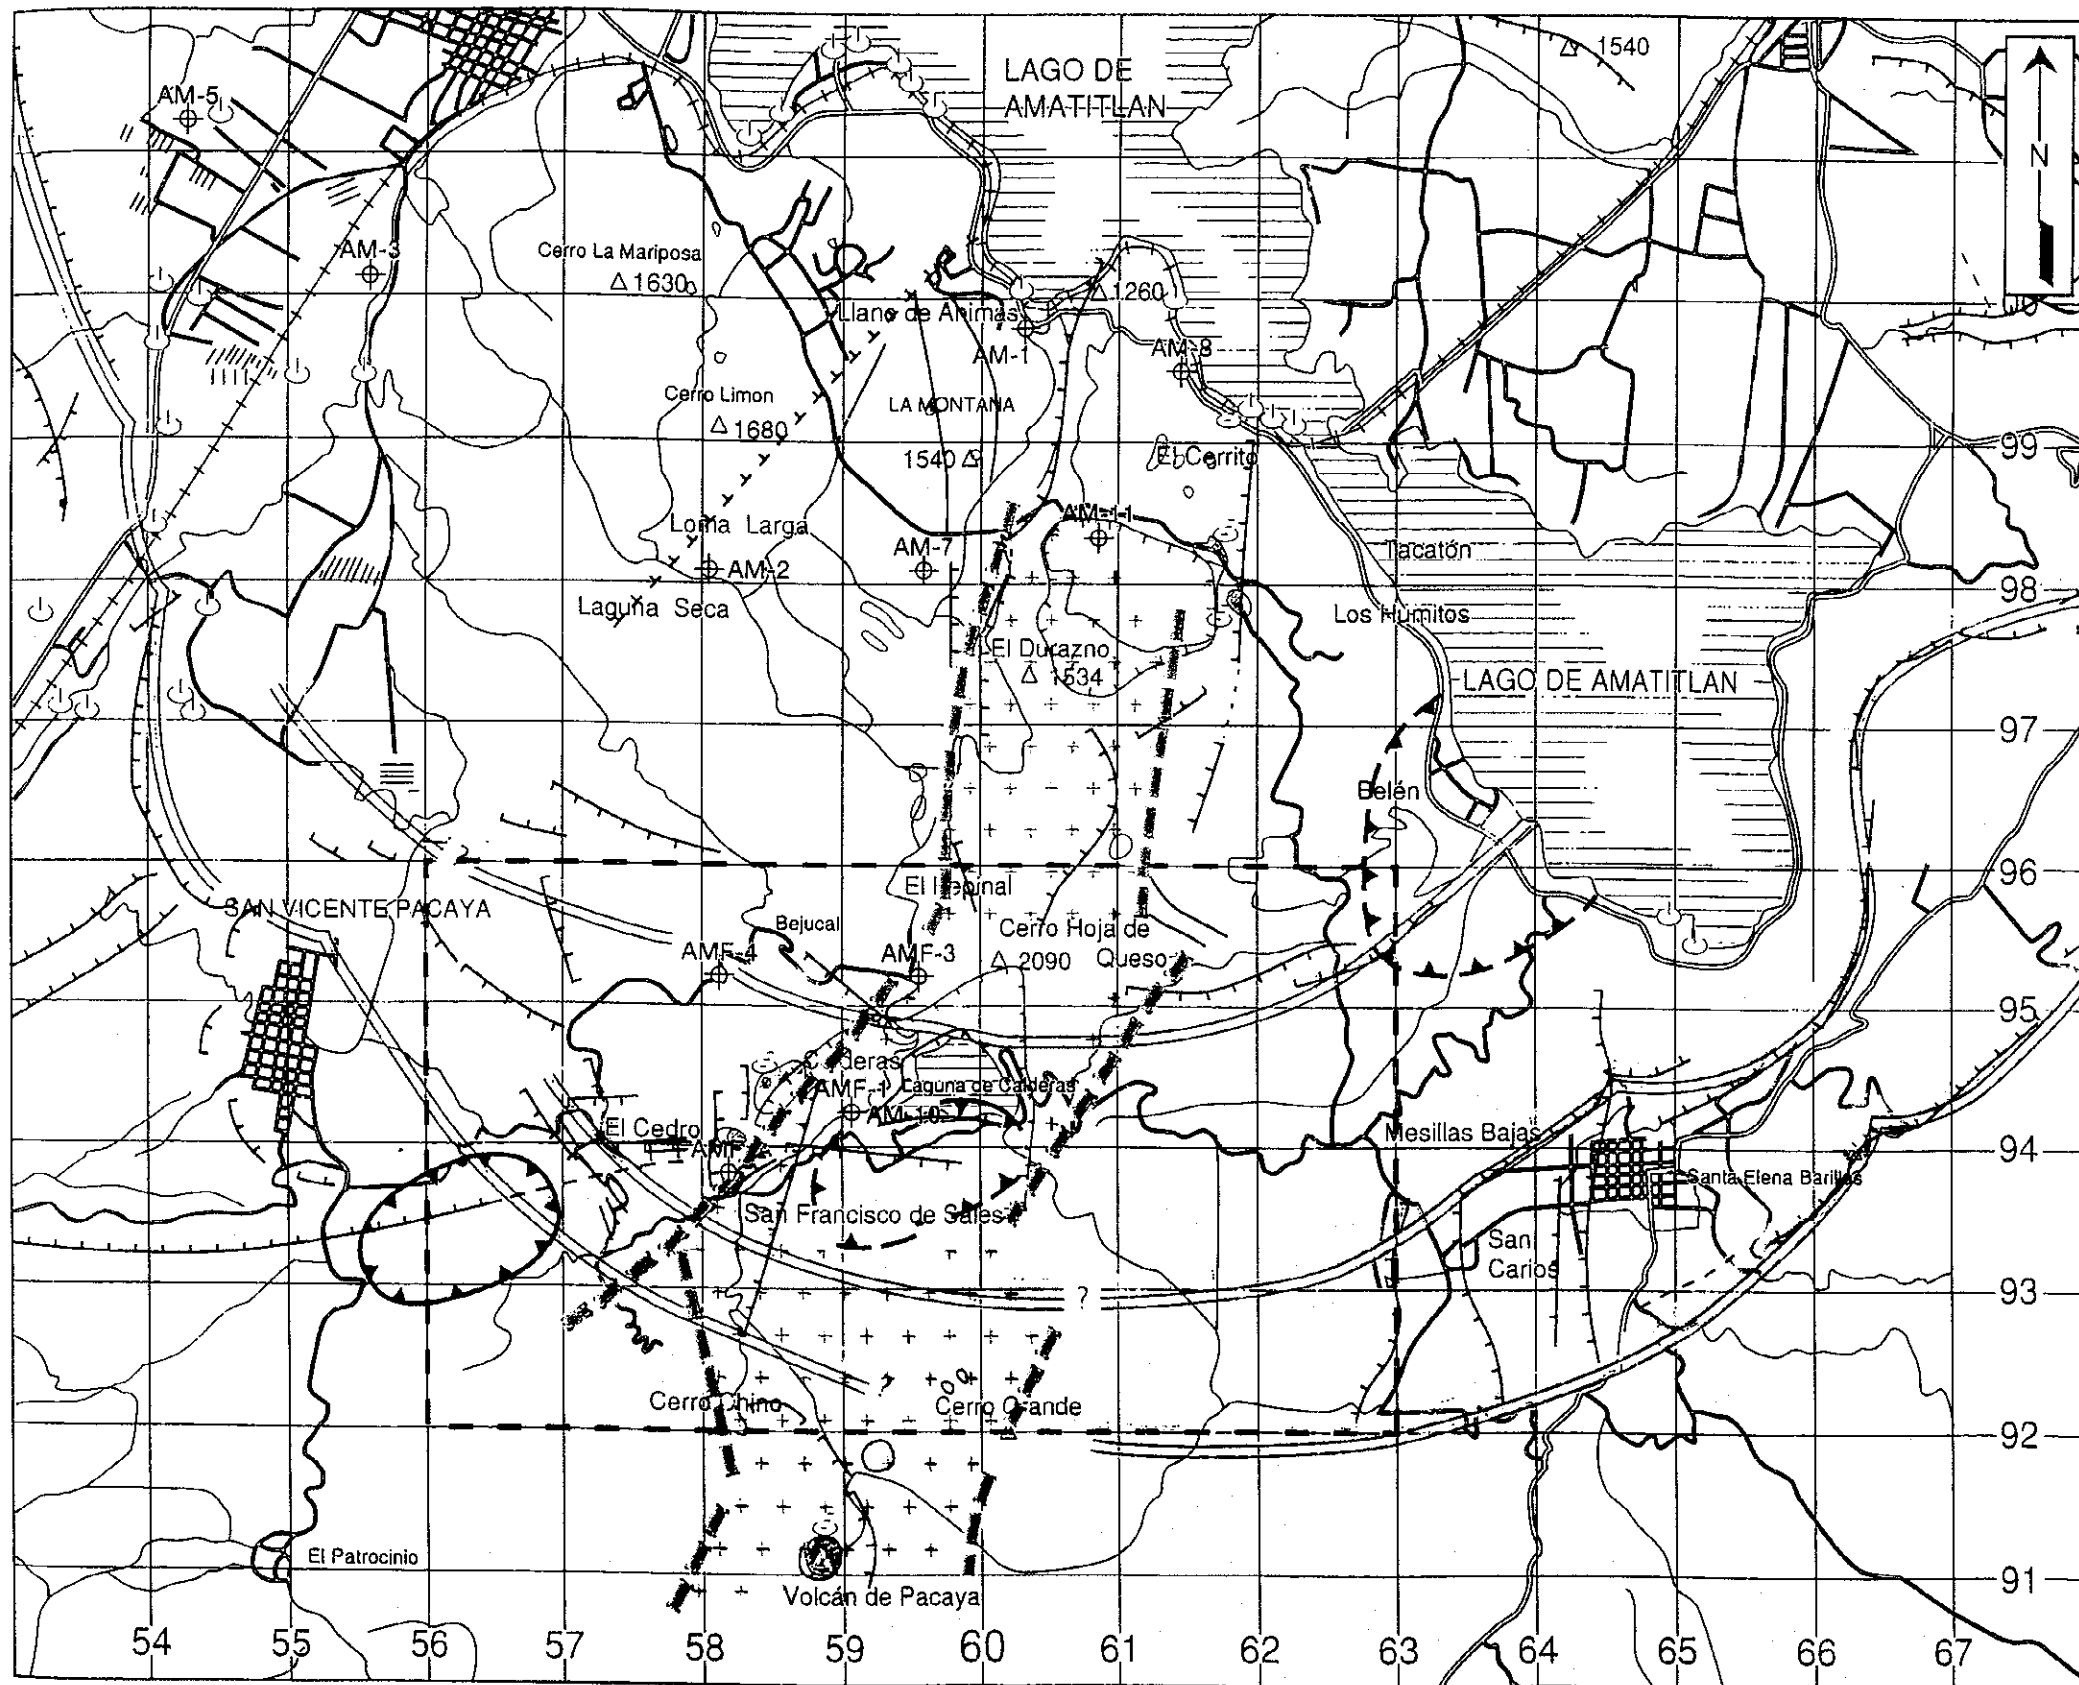 LAGO DE
AMATITLAN
1540
N
AM-5
AM-3
Cerro La Mariposa
1630
1260
Llano de Animas
AM-1
AM-8
Cerro Limon
1680
LA MONTANA
1540
El Cerrito
99
Loma Larga
AM-7
AM-11
AM-2
Tacatón
98
Laguna Seca
Los Humitos
El Durazno
1534
LAGO DE AMATITLAN
97
Belén
96
SAN VICENTE PACAYA
Bejucal
Cerro Hoja de
Queso
2090
AMF-4
AMF-3
95
Calderas
AMF-1
Laguna de Calderas
AM-10
El Cedro
Mesillas Bajas
94
Santa Elena Barillas
San Francisco de Sales
San
Carlos
93
?
?
Cerro Chino
Cerro Grande
92
El Patrocinio
91
Volcán de Pacaya
54
55
56
57
58
59
60
61
62
63
64
65
66
67